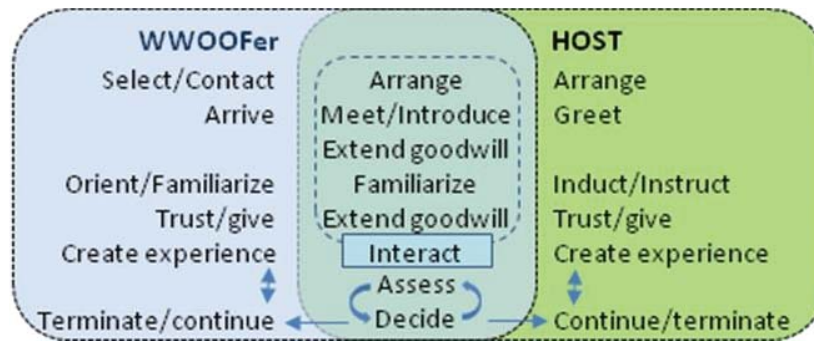 WWOOFer HOST
Select/Contact Arrange Arrange
Arrive Meet/Introduce Greet
Extend goodwill
Orient/Familiarize Familiarize Induct/Instruct
Trust/give Extend goodwill Trust/give
Create experience Interact Create experience
Assess
Terminate/continue Decide Continue/terminate